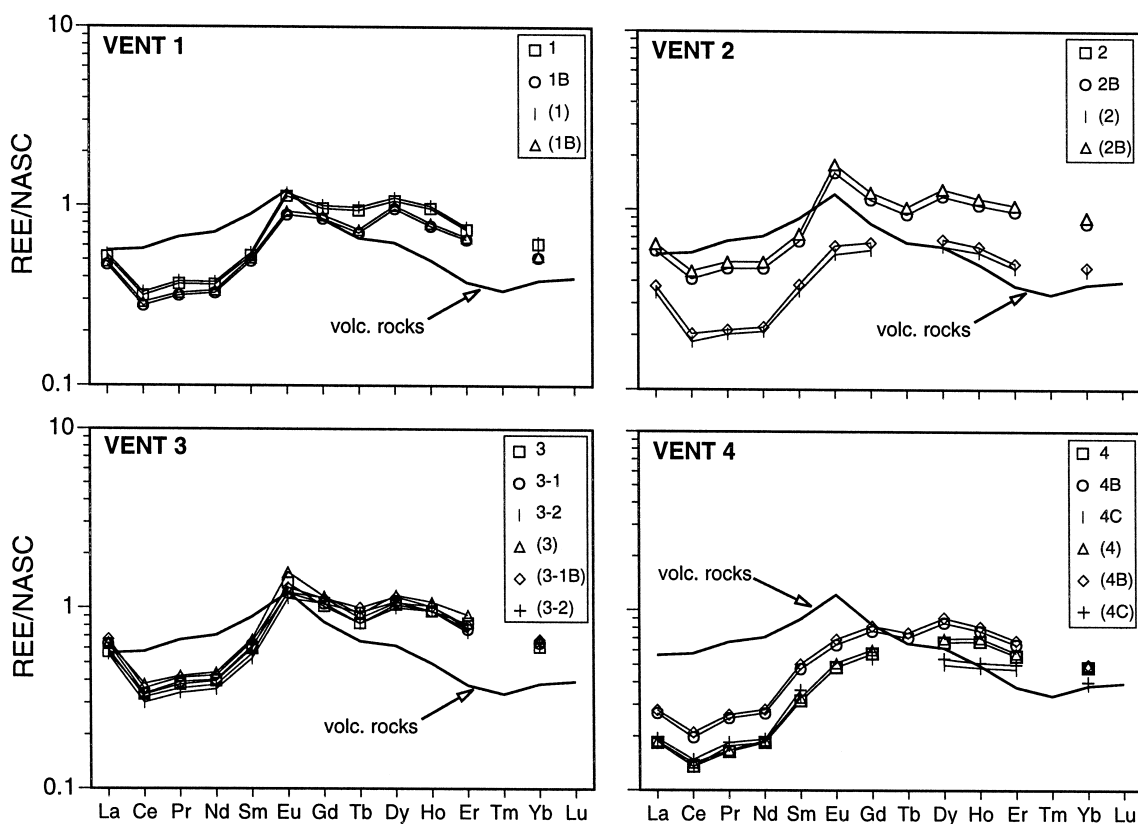 10
VENT 1
1
1B
(1)
(1B)
REE/NASC
1
volc. rocks
0.1
VENT 2
2
2B
(2)
(2B)
volc. rocks
10
VENT 3
3
3-1
3-2
(3)
(3-1B)
(3-2)
REE/NASC
1
volc. rocks
0.1
La Ce Pr Nd Sm Eu Gd Tb Dy Ho Er Tm Yb Lu
VENT 4
4
4B
4C
(4)
(4B)
(4C)
volc. rocks
La Ce Pr Nd Sm Eu Gd Tb Dy Ho Er Tm Yb Lu